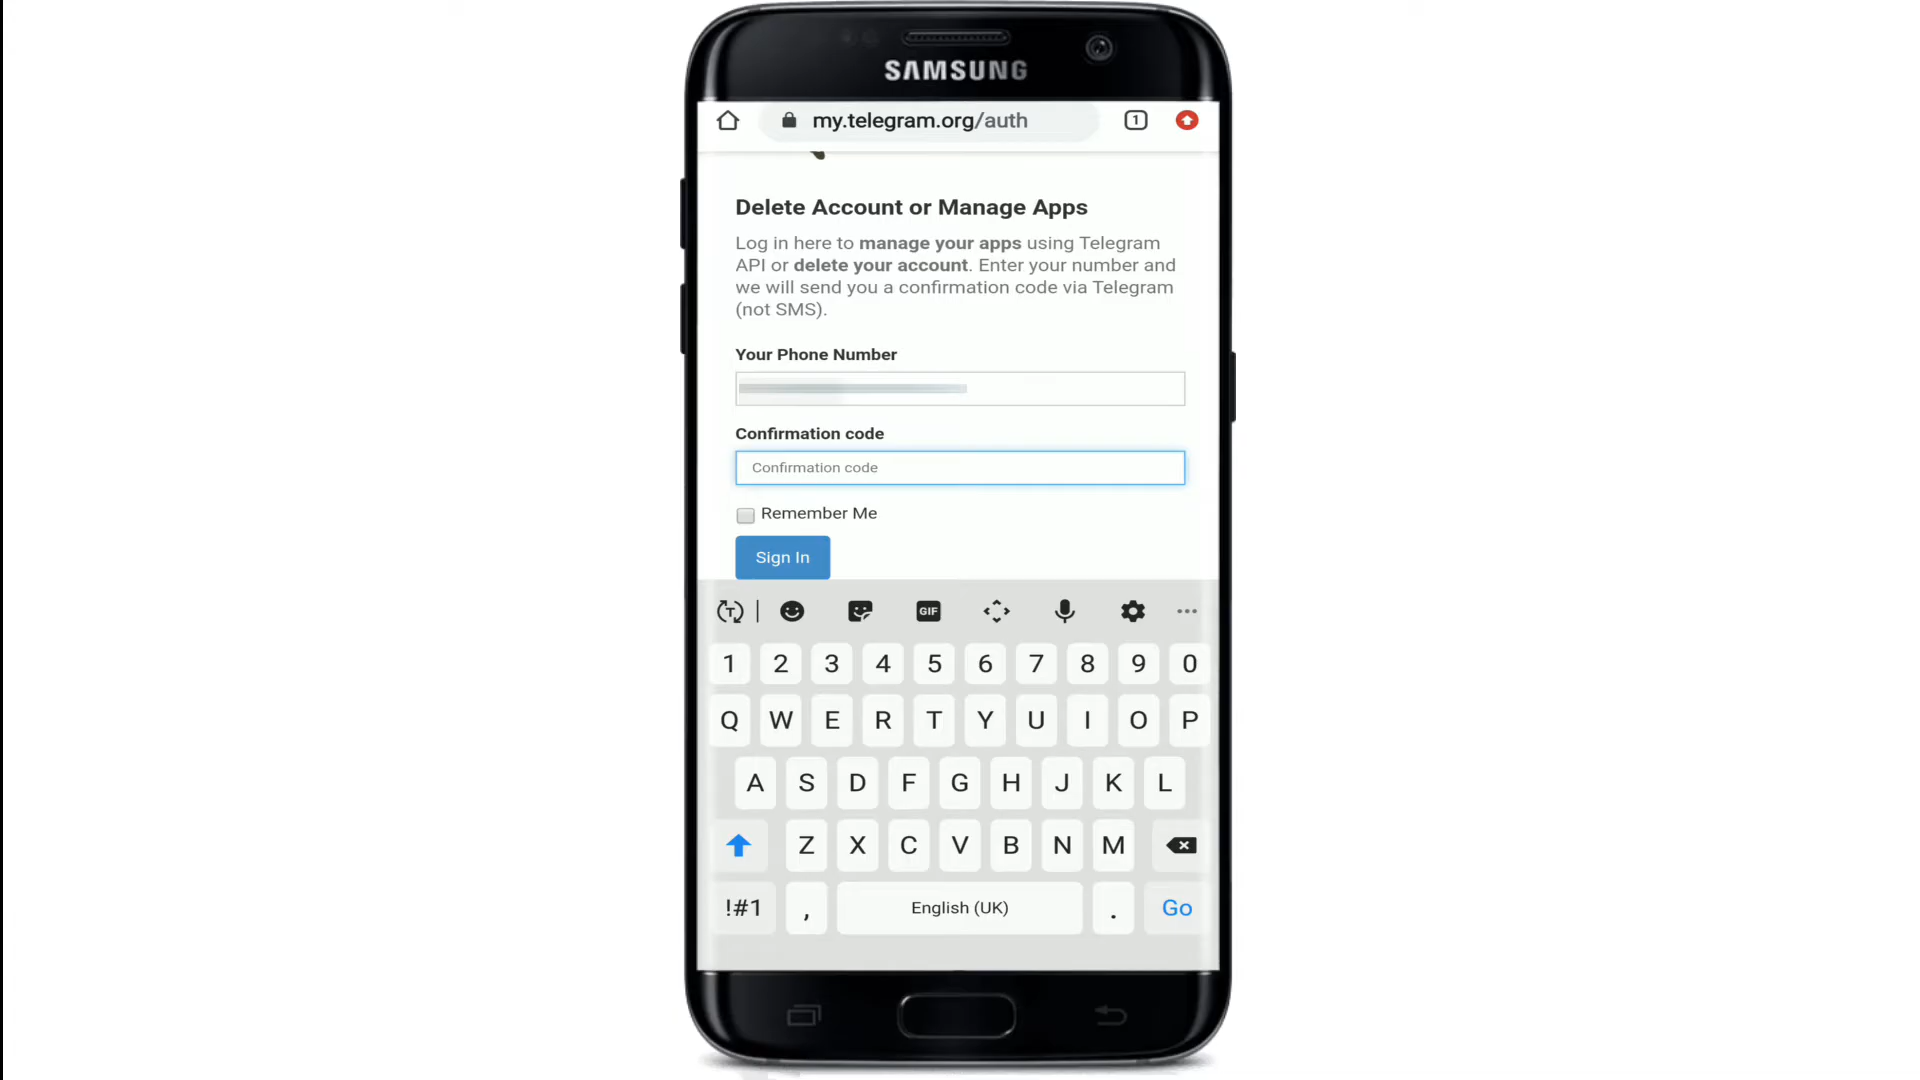 SAMSUNG
my.telegram.org/auth
1
Delete Account or Manage Apps
Log in here to manage your apps using Telegram
API or delete your account. Enter your number and
we will send you a confirmation code via Telegram
(not SMS).
Your Phone Number
Confirmation code
Confirmation code
Remember Me
Sign In
T
GIF
1 2 3 4 5 6 7 8 9 0
Q W E R T Y U I O P
A S D F G H J K L
Z X C V B N M
!#1 , English (UK) . Go